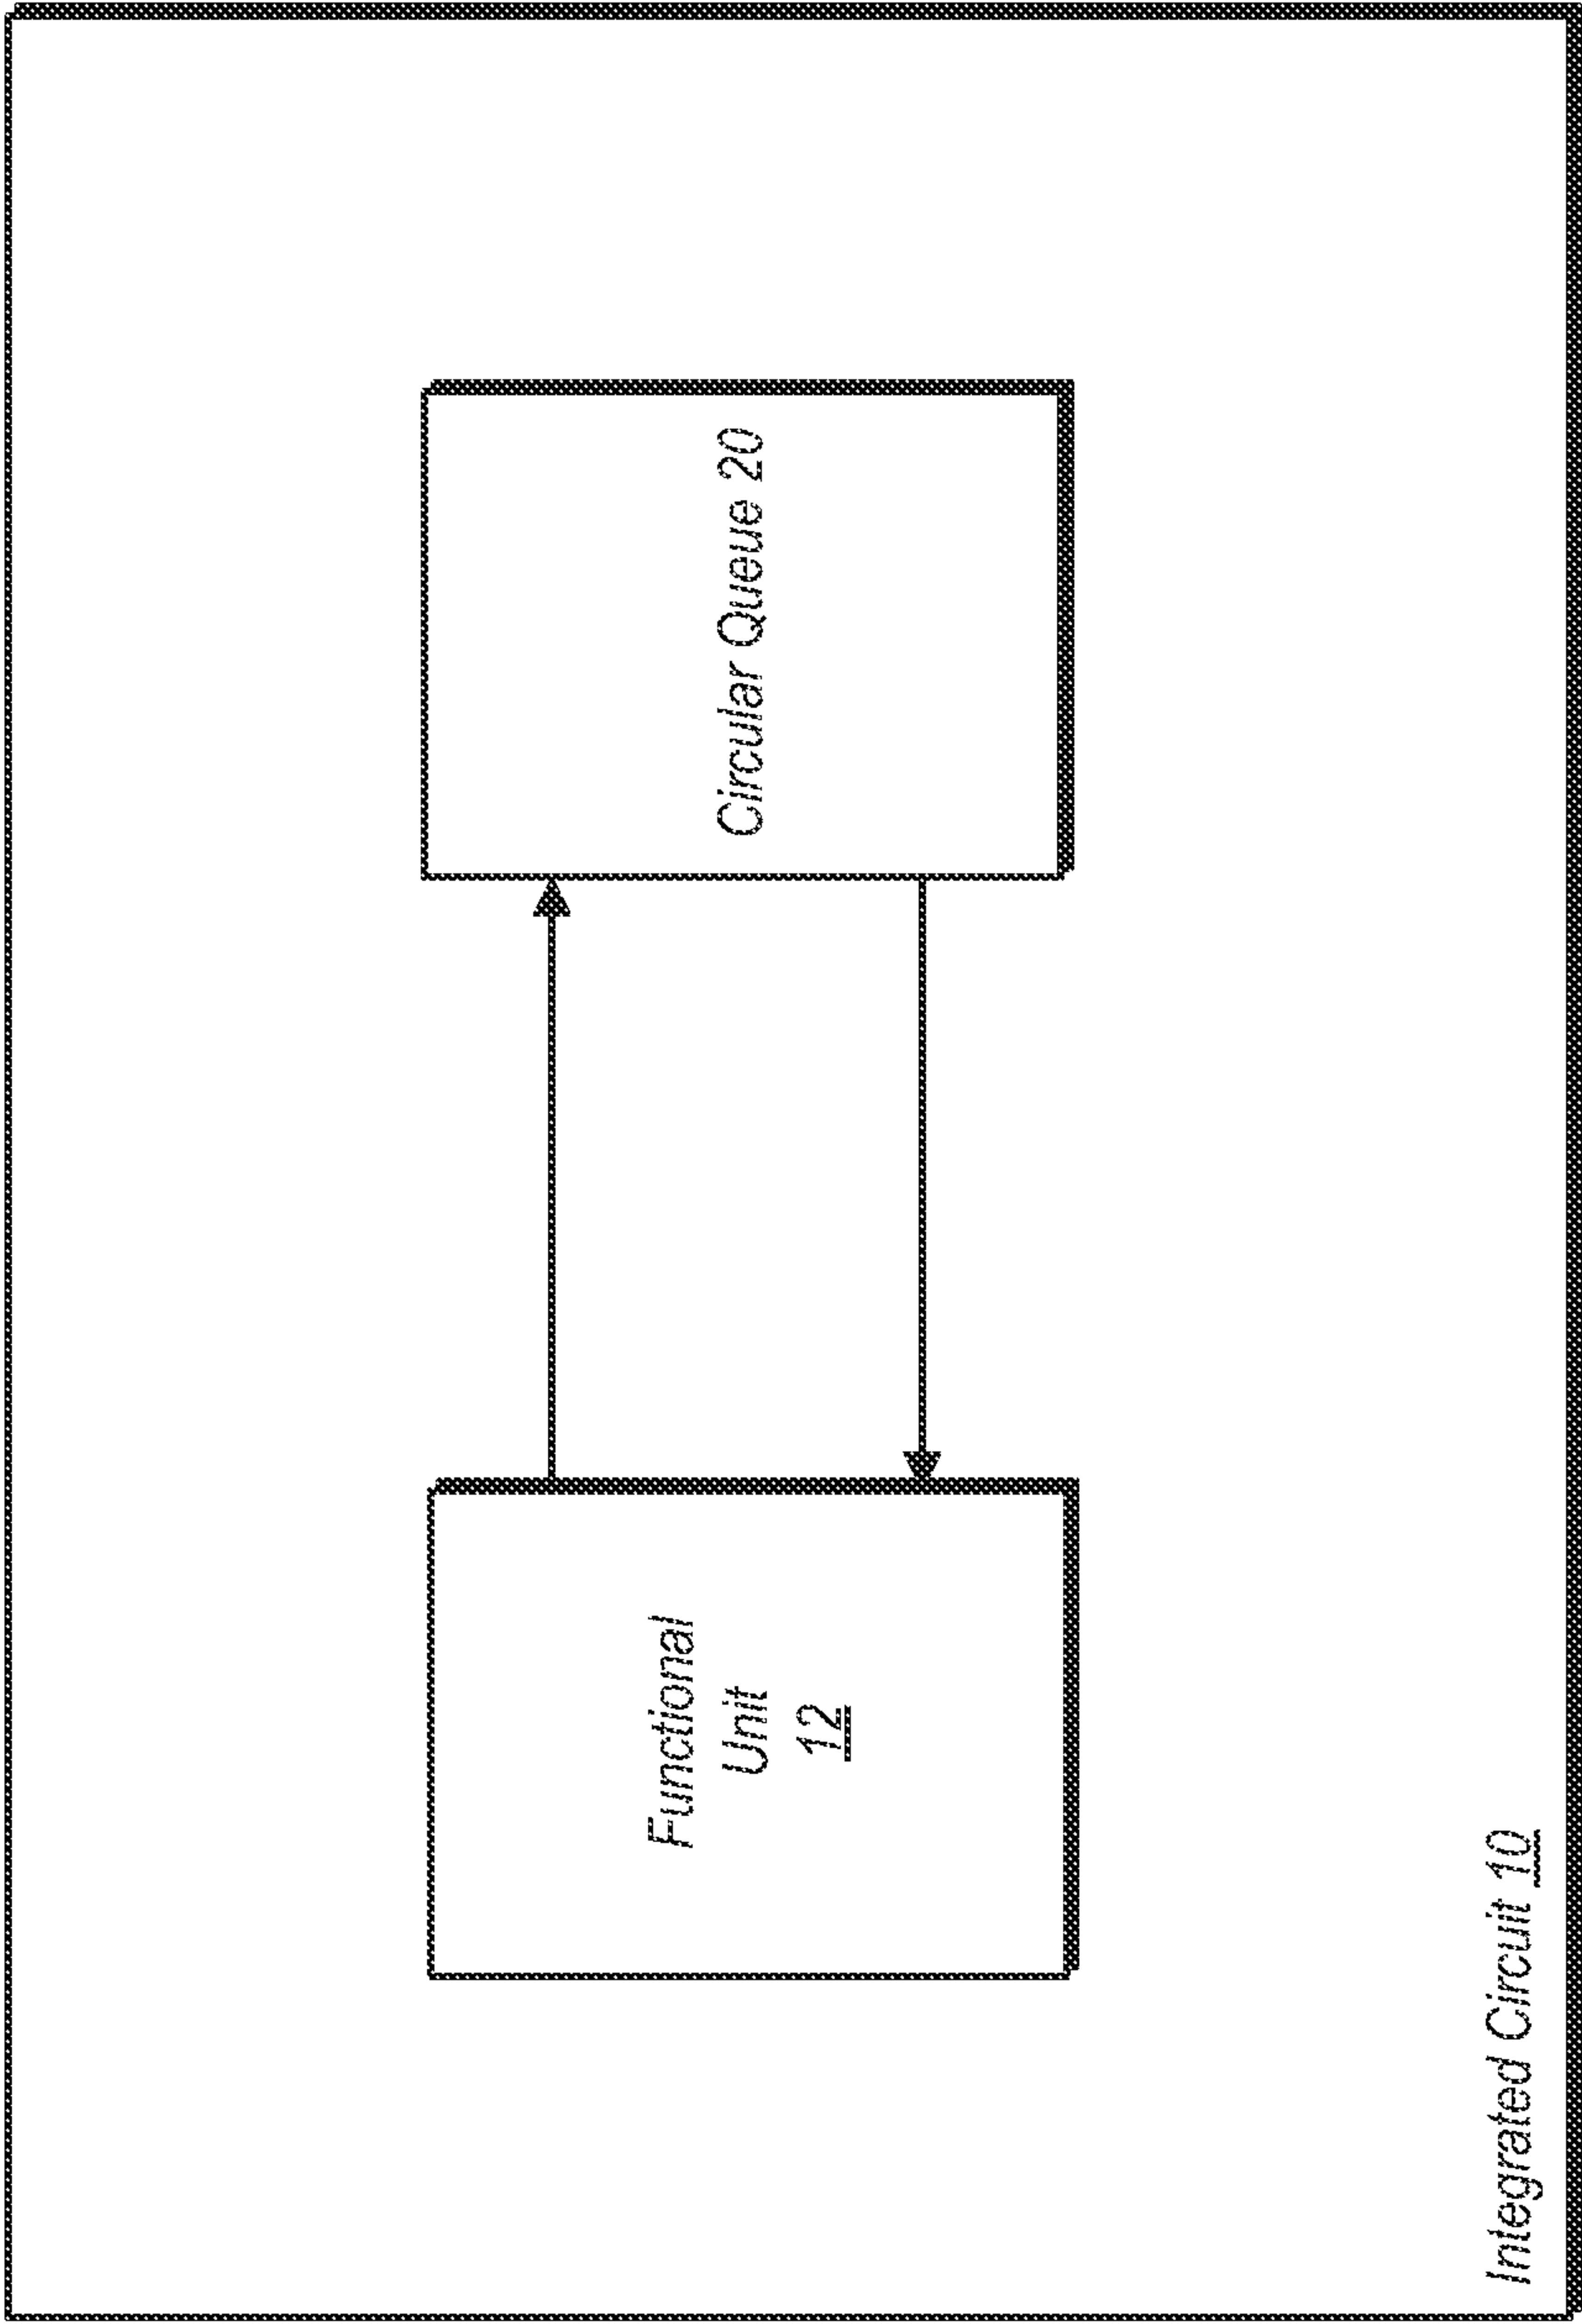 Functional
Unit
12
Circular Queue 20
Integrated Circuit 10